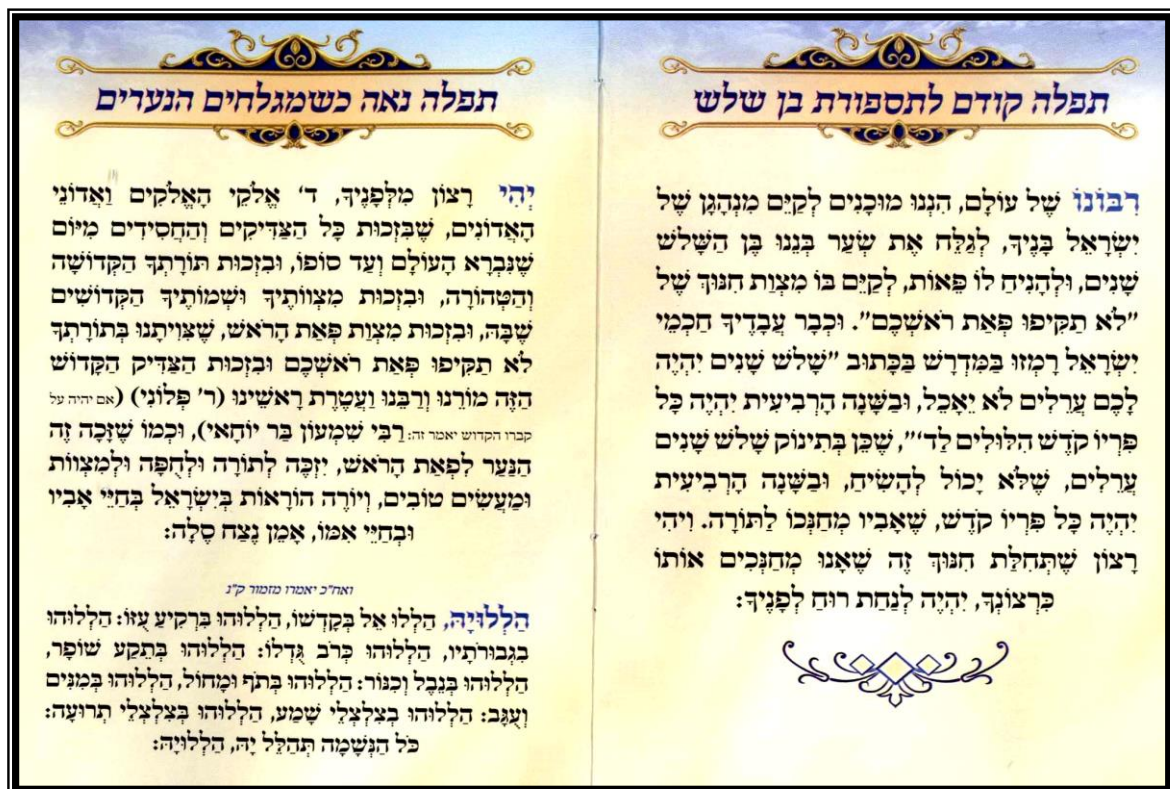 תפלה קודם לתספורת בן שלש
רִבּוֹנוֹ שֶׁל עוֹלָם, הִנְנוּ מוּכָנִים לְקַיֵּם מִנְהָגָן שֶׁל
יִשְׂרָאֵל בָּנֶיךָ, לְגַלֵּחַ אֶת שְׂעַר בְּנֵנוּ בֶּן הַשָּׁלֹשׁ
שָׁנִים, וּלְהָנִיחַ לוֹ פֵּאוֹת, לְקַיֵּם בּוֹ מִצְוַת חִנּוּךְ שֶׁל
"לֹא תַקִּיפוּ פְּאַת רֹאשְׁכֶם". וּכְבָר עֲבָדֶיךָ חַכְמֵי
יִשְׂרָאֵל רָמְזוּ בַּמִּדְרָשׁ בַּכָּתוּב "שָׁלֹשׁ שָׁנִים יִהְיֶה
לָכֶם עֲרֵלִים לֹא יֵאָכֵל, וּבַשָּׁנָה הָרְבִיעִית יִהְיֶה כָּל
פִּרְיוֹ קֹדֶשׁ הִלּוּלִים לַד'", שֶׁכֵּן בְּתִינוֹק שָׁלֹשׁ שָׁנִים
עֲרֵלִים, שֶׁלֹּא יָכוֹל לְהָשִׂיחַ, וּבַשָּׁנָה הָרְבִיעִית
יִהְיֶה כָּל פִּרְיוֹ קֹדֶשׁ, שֶׁאָבִיו מְחַנְּכוֹ לַתּוֹרָה. וִיהִי
רָצוֹן שֶׁתְּחִלַּת חִנּוּךְ זֶה שֶׁאָנוּ מְחַנְּכִים אוֹתוֹ
כִּרְצוֹנְךָ, יִהְיֶה לְנַחַת רוּחַ לְפָנֶיךָ:
תפלה נאה כשמגלחים הנערים
יְהִי רָצוֹן מִלְּפָנֶיךָ, ד' אֱלֹקֵי הָאֱלֹקִים וַאֲדוֹנֵי
הָאֲדוֹנִים, שֶׁבִּזְכוּת כָּל הַצַּדִּיקִים וְהַחֲסִידִים מִיּוֹם
שֶׁנִּבְרָא הָעוֹלָם וְעַד סוֹפוֹ, וּבִזְכוּת תּוֹרָתְךָ הַקְּדוֹשָׁה
וְהַטְּהוֹרָה, וּבִזְכוּת מִצְווֹתֶיךָ וּשְׁמוֹתֶיךָ הַקְּדוֹשִׁים
שֶׁבָּהּ, וּבִזְכוּת מִצְוַת פְּאַת הָרֹאשׁ, שֶׁצִּוִּיתָנוּ בְּתוֹרָתְךָ
לֹא תַקִּיפוּ פְּאַת רֹאשְׁכֶם וּבִזְכוּת הַצַּדִּיק הַקָּדוֹשׁ
הַזֶּה מוֹרֵנוּ וְרַבֵּנוּ וַעֲטֶרֶת רָאשֵׁינוּ (ר' פְּלוֹנִי) (אם יהיה על
קברו הקדוש יאמר זה: רַבִּי שִׁמְעוֹן בַּר יוֹחָאי), וּכְמוֹ שֶׁזָּכָה זֶה
הַנַּעַר לִפְאַת הָרֹאשׁ, יִזְכֶּה לְתוֹרָה וּלְחֻפָּה וּלְמִצְווֹת
וּמַעֲשִׂים טוֹבִים, וְיוֹרֶה הוֹרָאוֹת בְּיִשְׂרָאֵל בְּחַיֵּי אָבִיו
וּבְחַיֵּי אִמּוֹ, אָמֵן נֶצַח סֶלָה:
ואח"כ יאמרו מזמור ק"נ
הַלְלוּיָהּ, הַלְלוּ אֵל בְּקָדְשׁוֹ, הַלְלוּהוּ בִּרְקִיעַ עֻזּוֹ: הַלְלוּהוּ
בִגְבוּרֹתָיו, הַלְלוּהוּ כְּרֹב גֻּדְלוֹ: הַלְלוּהוּ בְּתֵקַע שׁוֹפָר,
הַלְלוּהוּ בְּנֵבֶל וְכִנּוֹר: הַלְלוּהוּ בְּתֹף וּמָחוֹל, הַלְלוּהוּ בְּמִנִּים
וְעֻגָב: הַלְלוּהוּ בְצִלְצְלֵי שָׁמַע, הַלְלוּהוּ בְּצִלְצְלֵי תְרוּעָה:
כֹּל הַנְּשָׁמָה תְּהַלֵּל יָהּ, הַלְלוּיָהּ: